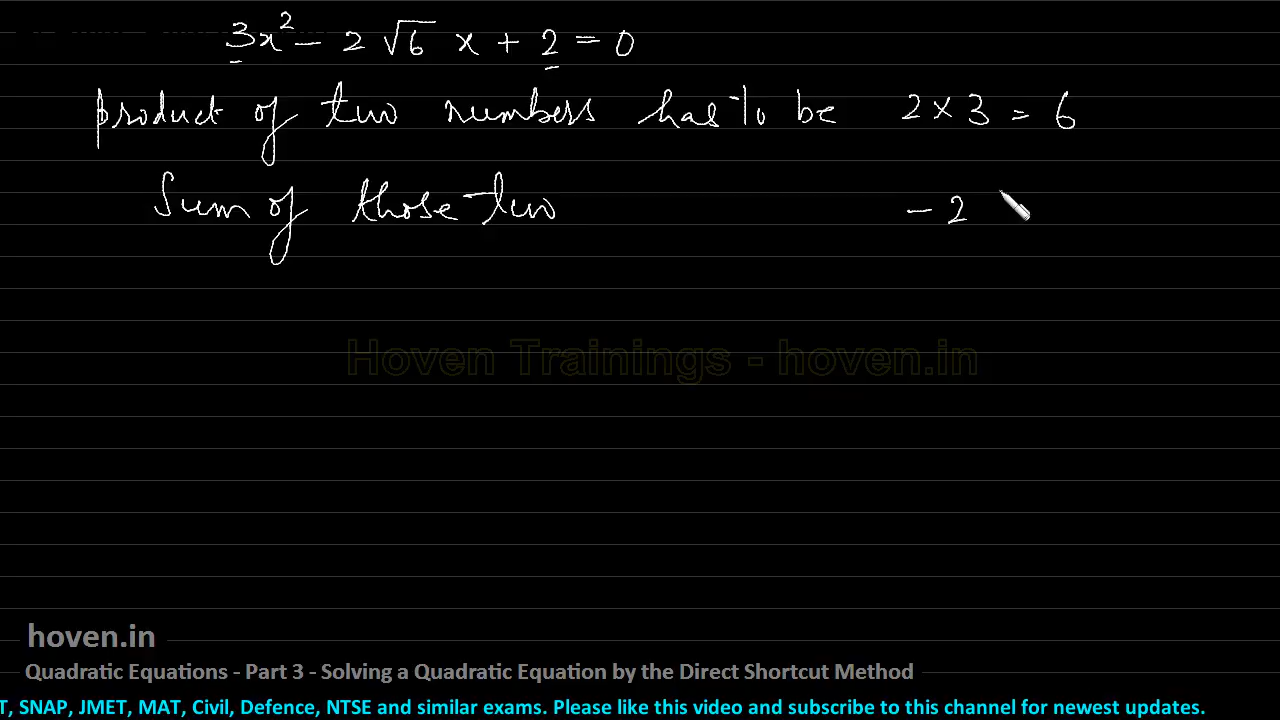 3x² − 2 √6 x + 2 = 0
product of two numbers has to be 2 × 3 = 6
Sum of those two − 2
Hoven Trainings - hoven.in
hoven.in
Quadratic Equations - Part 3 - Solving a Quadratic Equation by the Direct Shortcut Method
T, SNAP, JMET, MAT, Civil, Defence, NTSE and similar exams. Please like this video and subscribe to this channel for newest updates.